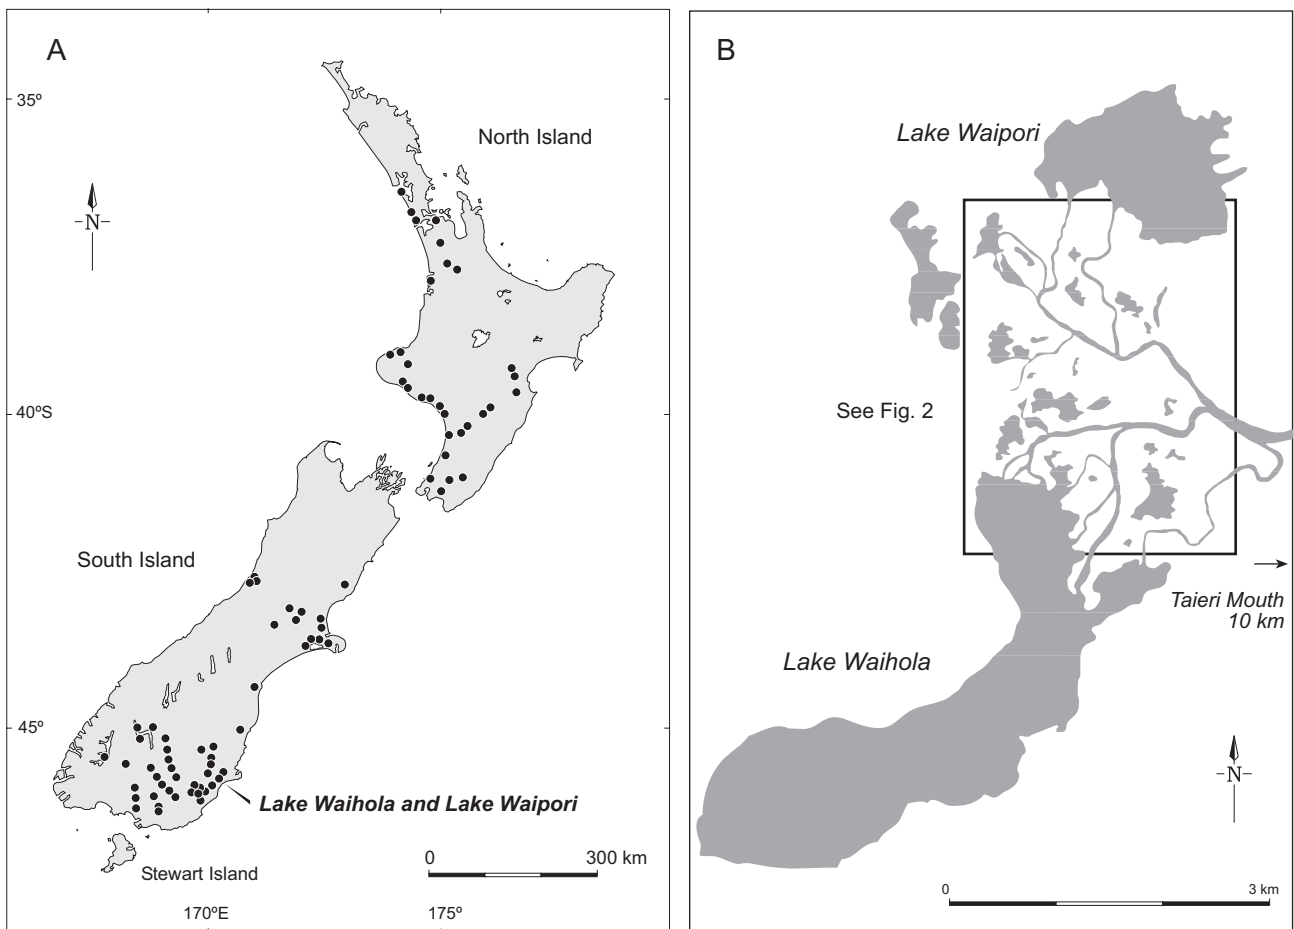 A
35º
North Island
N
40ºS
South Island
45º
Lake Waihola and Lake Waipori
0 300 km
Stewart Island
170ºE 175º
B
Lake Waipori
See Fig. 2
Taieri Mouth
10 km
Lake Waihola
N
0 3 km